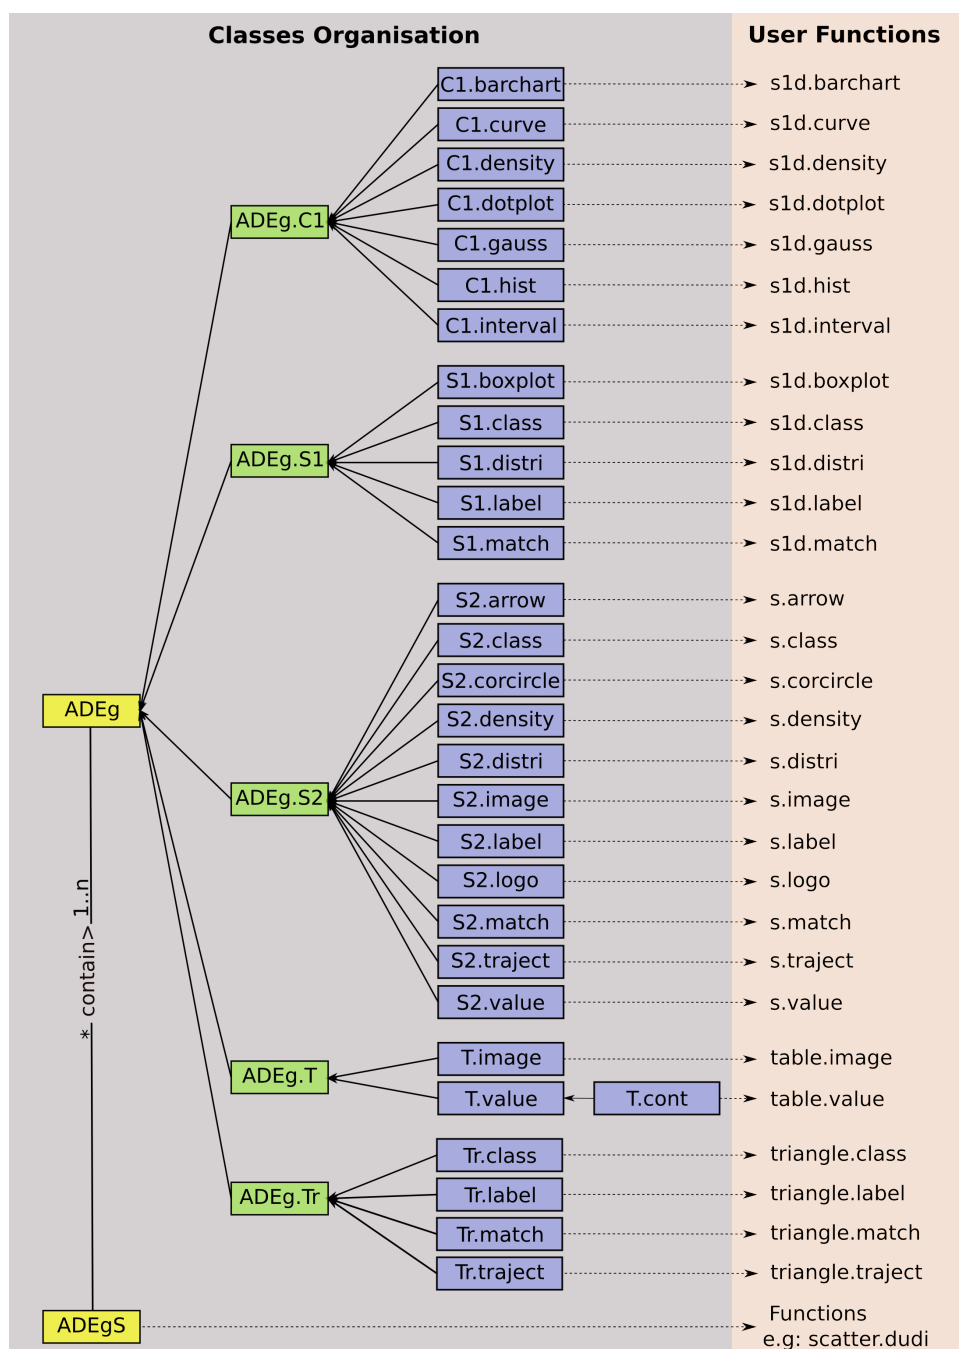 Classes Organisation
User Functions
C1.barchart
s1d.barchart
C1.curve
s1d.curve
C1.density
s1d.density
C1.dotplot
s1d.dotplot
ADEg.C1
C1.gauss
s1d.gauss
C1.hist
s1d.hist
C1.interval
s1d.interval
S1.boxplot
s1d.boxplot
S1.class
s1d.class
ADEg.S1
S1.distri
s1d.distri
S1.label
s1d.label
S1.match
s1d.match
S2.arrow
s.arrow
S2.class
s.class
S2.corcircle
s.corcircle
ADEg
S2.density
s.density
S2.distri
s.distri
ADEg.S2
S2.image
s.image
S2.label
s.label
S2.logo
s.logo
S2.match
s.match
S2.traject
s.traject
S2.value
s.value
* contain> 1..n
T.image
table.image
ADEg.T
T.value
T.cont
table.value
Tr.class
triangle.class
ADEg.Tr
Tr.label
triangle.label
Tr.match
triangle.match
Tr.traject
triangle.traject
ADEgS
Functions
e.g: scatter.dudi